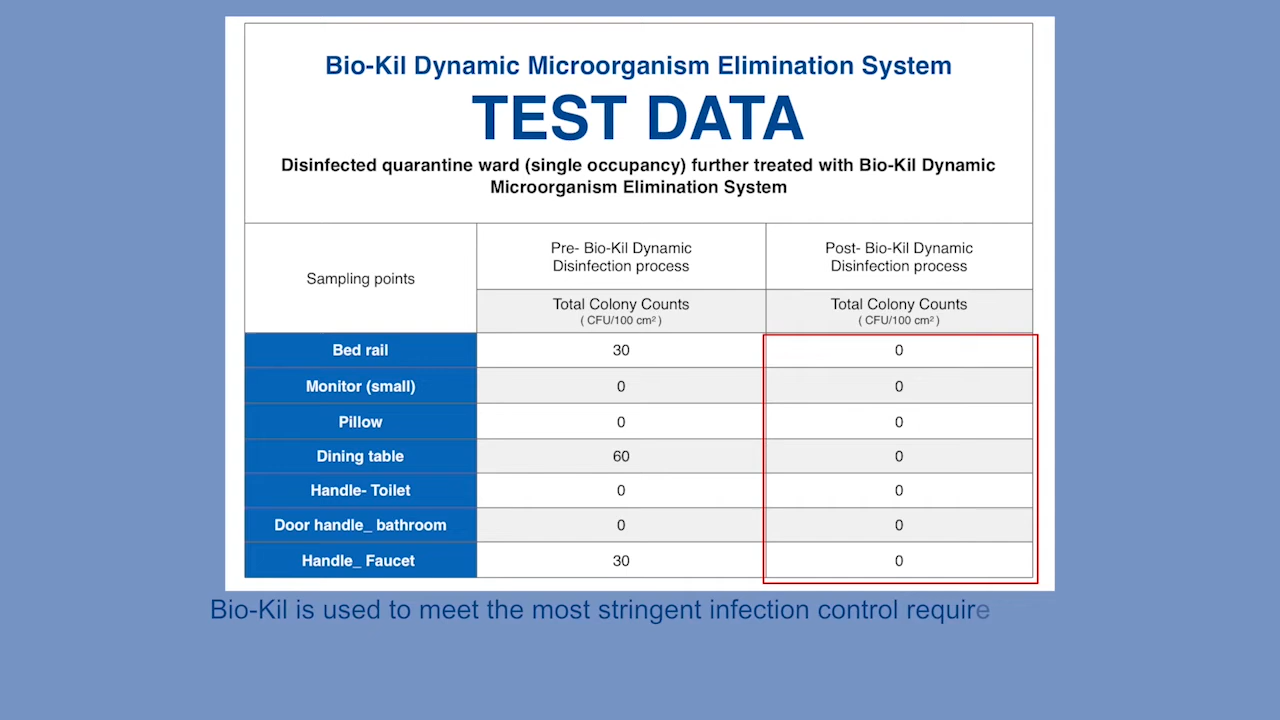 Bio-Kil Dynamic Microorganism Elimination System
TEST DATA
Disinfected quarantine ward (single occupancy) further treated with Bio-Kil Dynamic
Microorganism Elimination System
Sampling points
Pre- Bio-Kil Dynamic
Disinfection process
Post- Bio-Kil Dynamic
Disinfection process
Total Colony Counts
( CFU/100 cm² )
Total Colony Counts
( CFU/100 cm² )
Bed rail 30 0
Monitor (small) 0 0
Pillow 0 0
Dining table 60 0
Handle- Toilet 0 0
Door handle_ bathroom 0 0
Handle_ Faucet 30 0
Bio-Kil is used to meet the most stringent infection control require